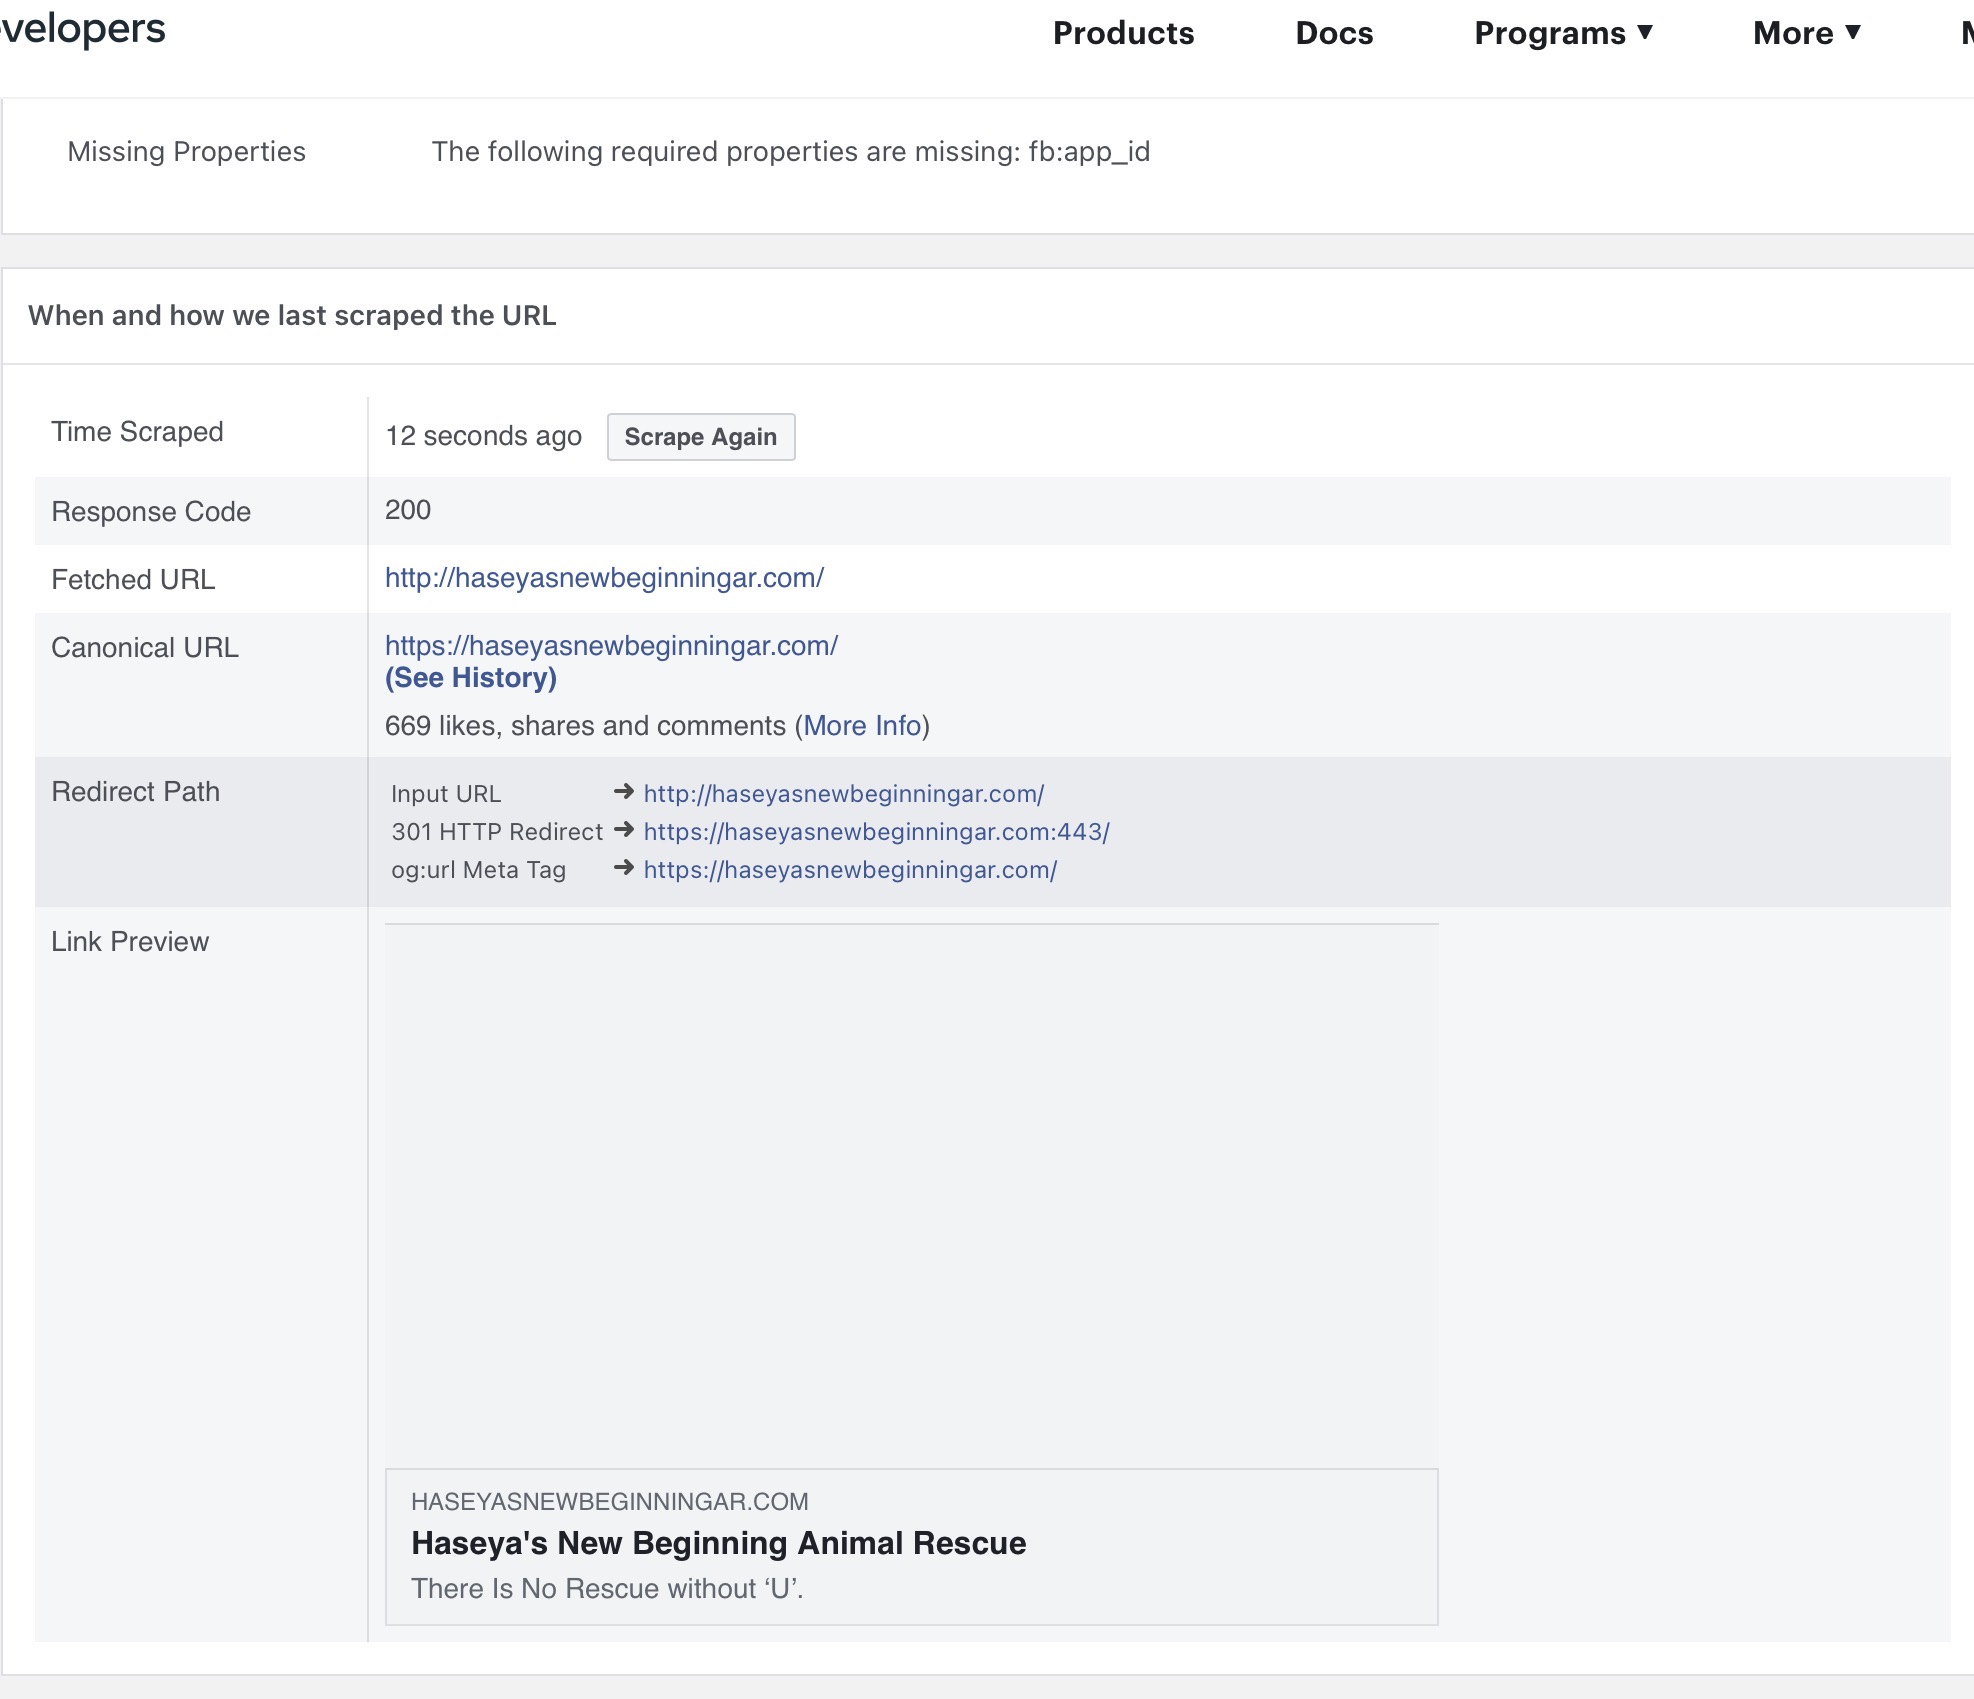 velopers
Products Docs Programs ▼ More ▼
Missing Properties The following required properties are missing: fb:app_id
When and how we last scraped the URL
Time Scraped 12 seconds ago Scrape Again
Response Code 200
Fetched URL http://haseyasnewbeginningar.com/
Canonical URL https://haseyasnewbeginningar.com/
(See History)
669 likes, shares and comments (More Info)
Redirect Path Input URL ➔ http://haseyasnewbeginningar.com/
301 HTTP Redirect ➔ https://haseyasnewbeginningar.com:443/
og:url Meta Tag ➔ https://haseyasnewbeginningar.com/
Link Preview
HASEYASNEWBEGINNINGAR.COM
Haseya's New Beginning Animal Rescue
There Is No Rescue without ‘U’.